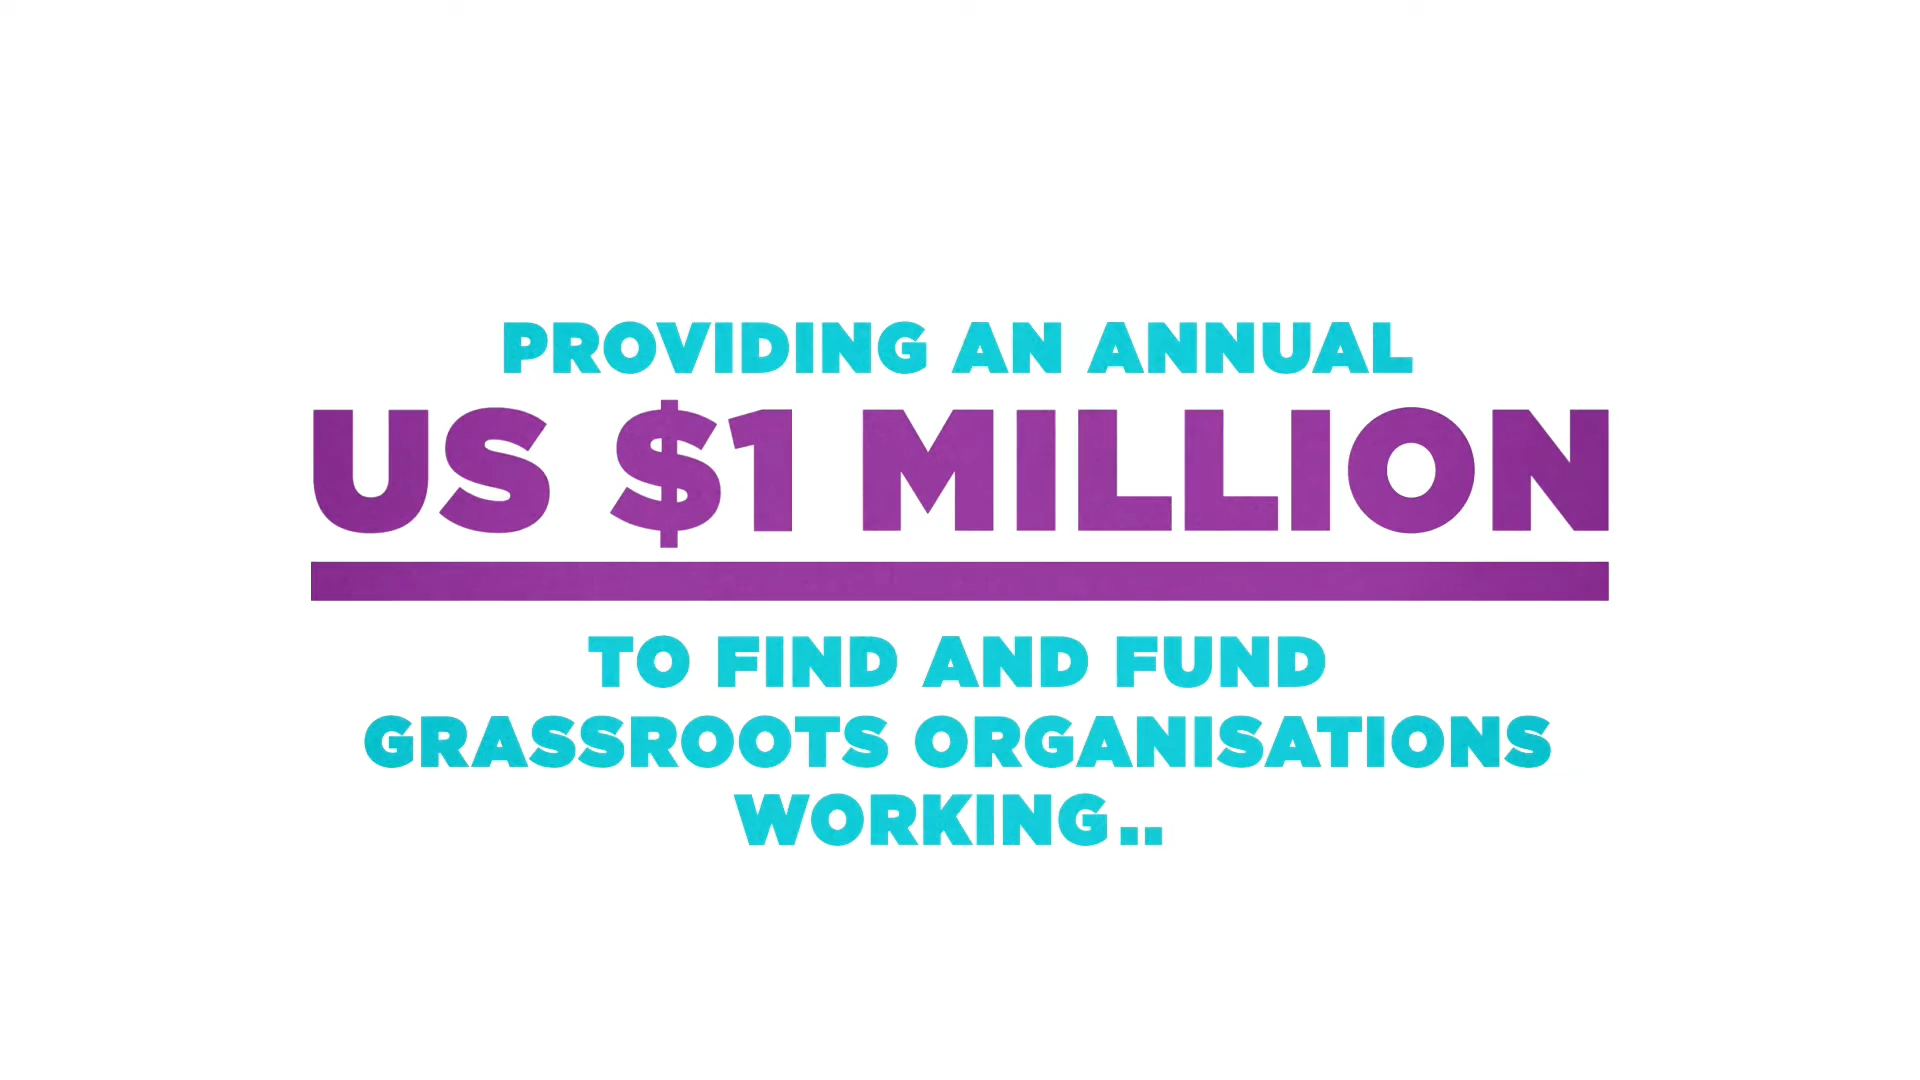 PROVIDING AN ANNUAL
US $1 MILLION
TO FIND AND FUND
GRASSROOTS ORGANISATIONS
WORKING..